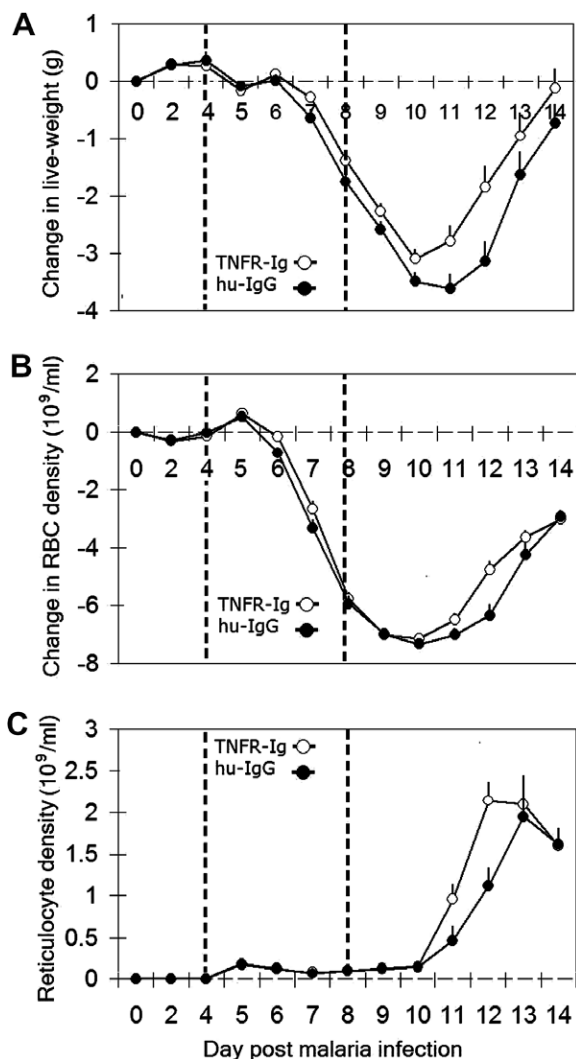 A
Change in live-weight (g)
1
0
-1
-2
-3
-4
0 2 4 5 6 7 8 9 10 11 12 13 14
TNFR-Ig
hu-IgG
B
Change in RBC density (10⁹/ml)
2
0
-2
-4
-6
-8
0 2 4 5 6 7 8 9 10 11 12 13 14
TNFR-Ig
hu-IgG
C
Reticulocyte density (10⁹/ml)
3
2.5
2
1.5
1
0.5
0
TNFR-Ig
hu-IgG
0 2 4 5 6 7 8 9 10 11 12 13 14
Day post malaria infection